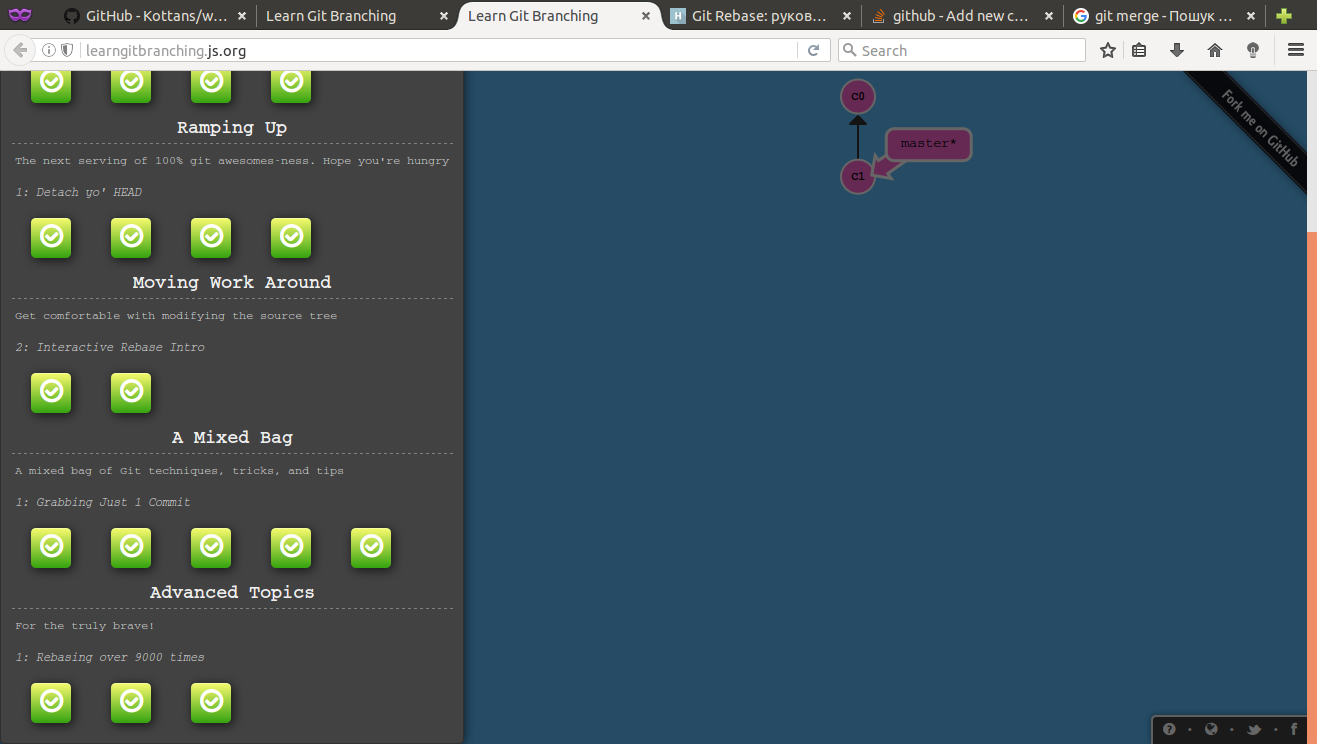 GitHub - Kottans/w...
Learn Git Branching
Learn Git Branching
Git Rebase: руков...
github - Add new c...
git merge - Пошук ...
learngitbranching.js.org
Search
Ramping Up
The next serving of 100% git awesomes-ness. Hope you're hungry
1: Detach yo' HEAD
Moving Work Around
Get comfortable with modifying the source tree
2: Interactive Rebase Intro
A Mixed Bag
A mixed bag of Git techniques, tricks, and tips
1: Grabbing Just 1 Commit
Advanced Topics
For the truly brave!
1: Rebasing over 9000 times
C0
master*
C1
Fork me on GitHub